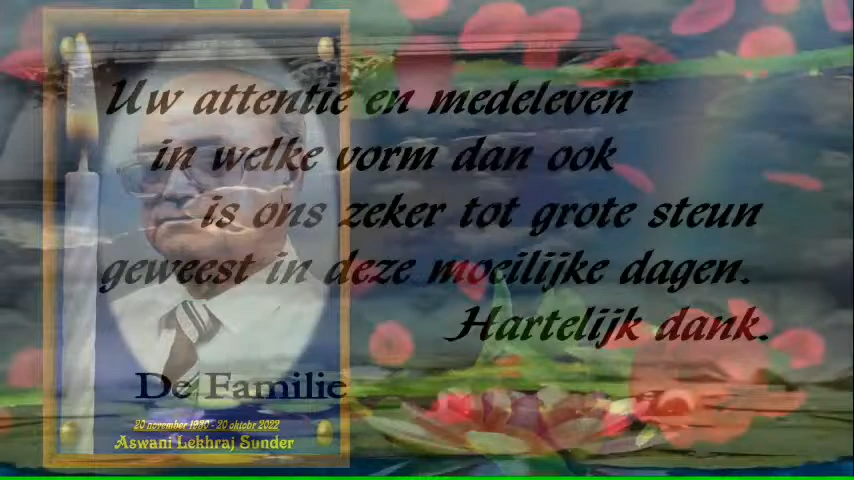 Uw attentie en medeleven
in welke vorm dan ook
is ons zeker tot grote steun
geweest in deze moeilijke dagen.
Hartelijk dank.
De Familie
20 november 1930 - 20 oktobr 2022
Aswani Lekhraj Sunder